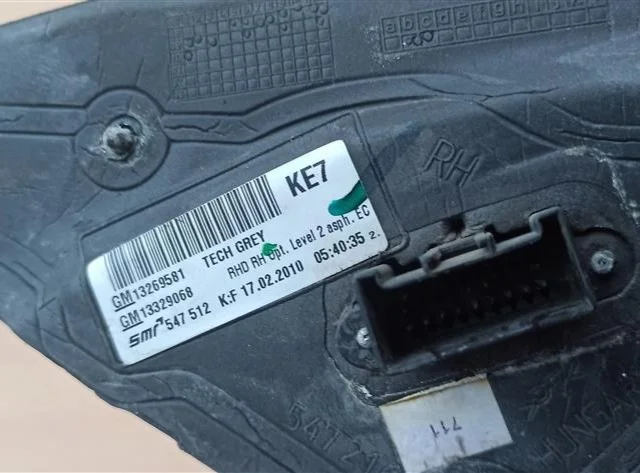 abcdefghi
RH
KE7
TECH GREY
GM13269581 RHD RH Opt. Level 2 asph. EC
GM13329068
smr 547 512 K:F 17.02.2010 05:40:35 2.
711